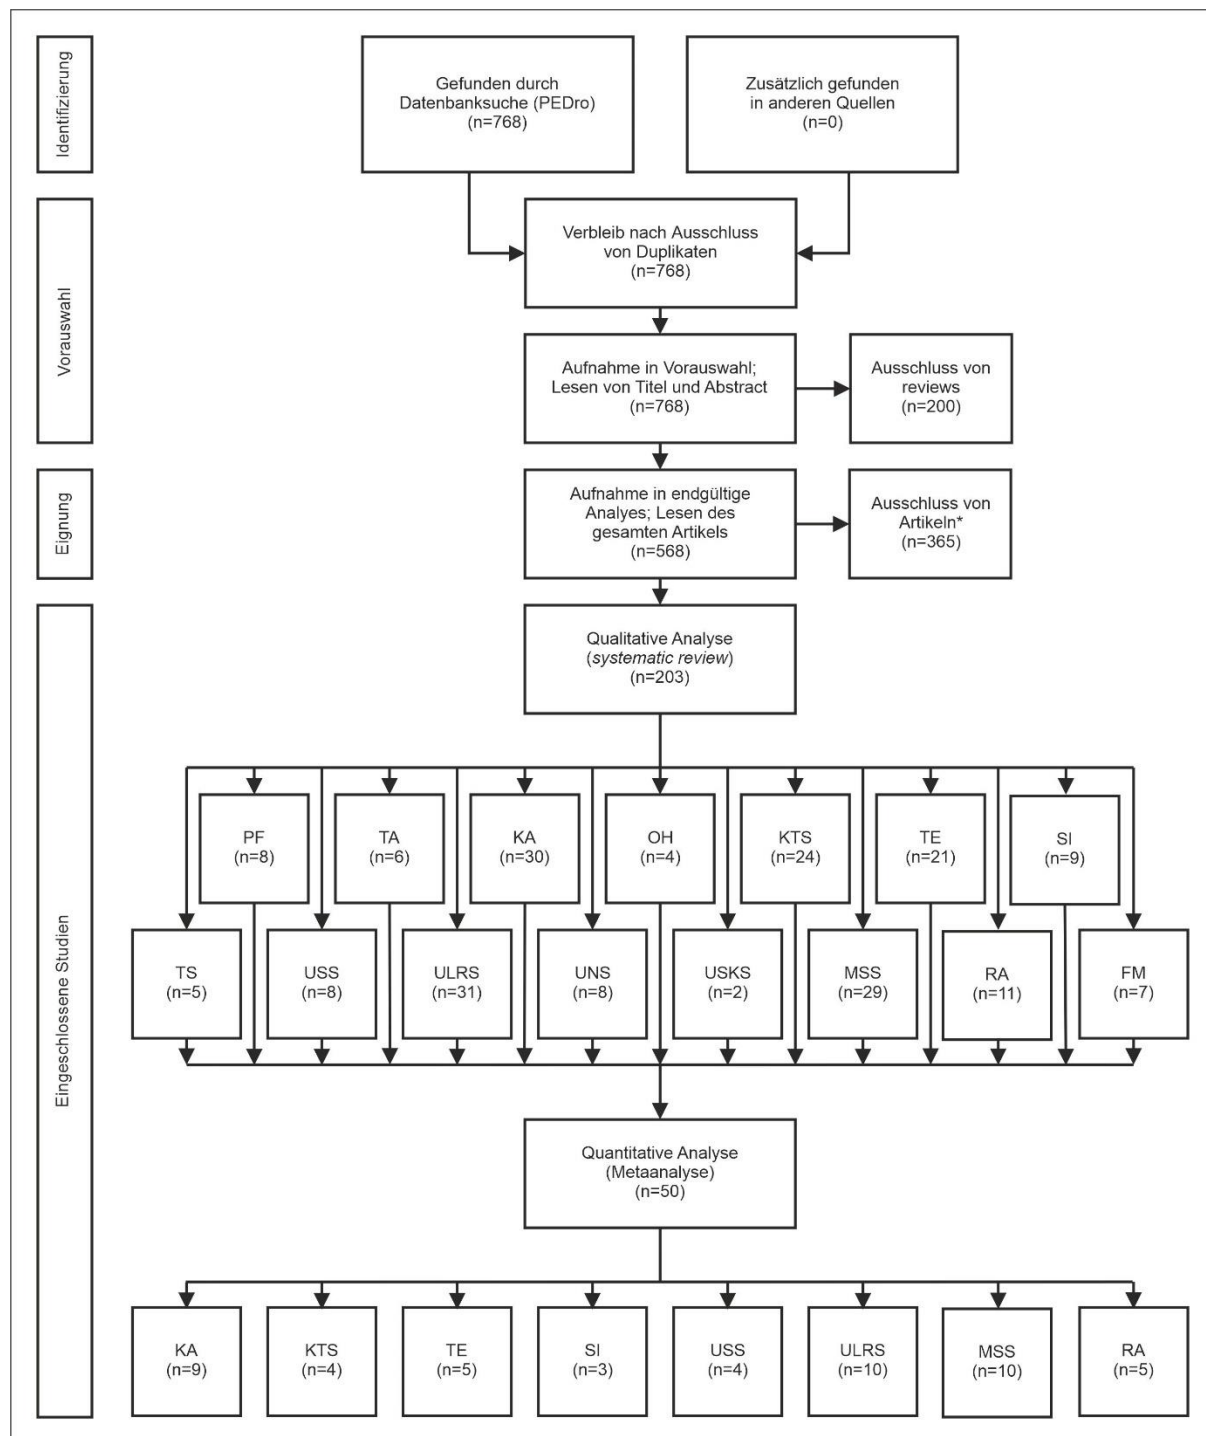 Identifizierung
Gefunden durch
Datenbanksuche (PEDro)
(n=768)
Zusätzlich gefunden
in anderen Quellen
(n=0)
Vorauswahl
Verbleib nach Ausschluss
von Duplikaten
(n=768)
Aufnahme in Vorauswahl;
Lesen von Titel und Abstract
(n=768)
Ausschluss von
reviews
(n=200)
Eignung
Aufnahme in endgültige
Analyes; Lesen des
gesamten Artikels
(n=568)
Ausschluss von
Artikeln*
(n=365)
Eingeschlossene Studien
Qualitative Analyse
(systematic review)
(n=203)
PF
(n=8)
TA
(n=6)
KA
(n=30)
OH
(n=4)
KTS
(n=24)
TE
(n=21)
SI
(n=9)
TS
(n=5)
USS
(n=8)
ULRS
(n=31)
UNS
(n=8)
USKS
(n=2)
MSS
(n=29)
RA
(n=11)
FM
(n=7)
Quantitative Analyse
(Metaanalyse)
(n=50)
KA
(n=9)
KTS
(n=4)
TE
(n=5)
SI
(n=3)
USS
(n=4)
ULRS
(n=10)
MSS
(n=10)
RA
(n=5)